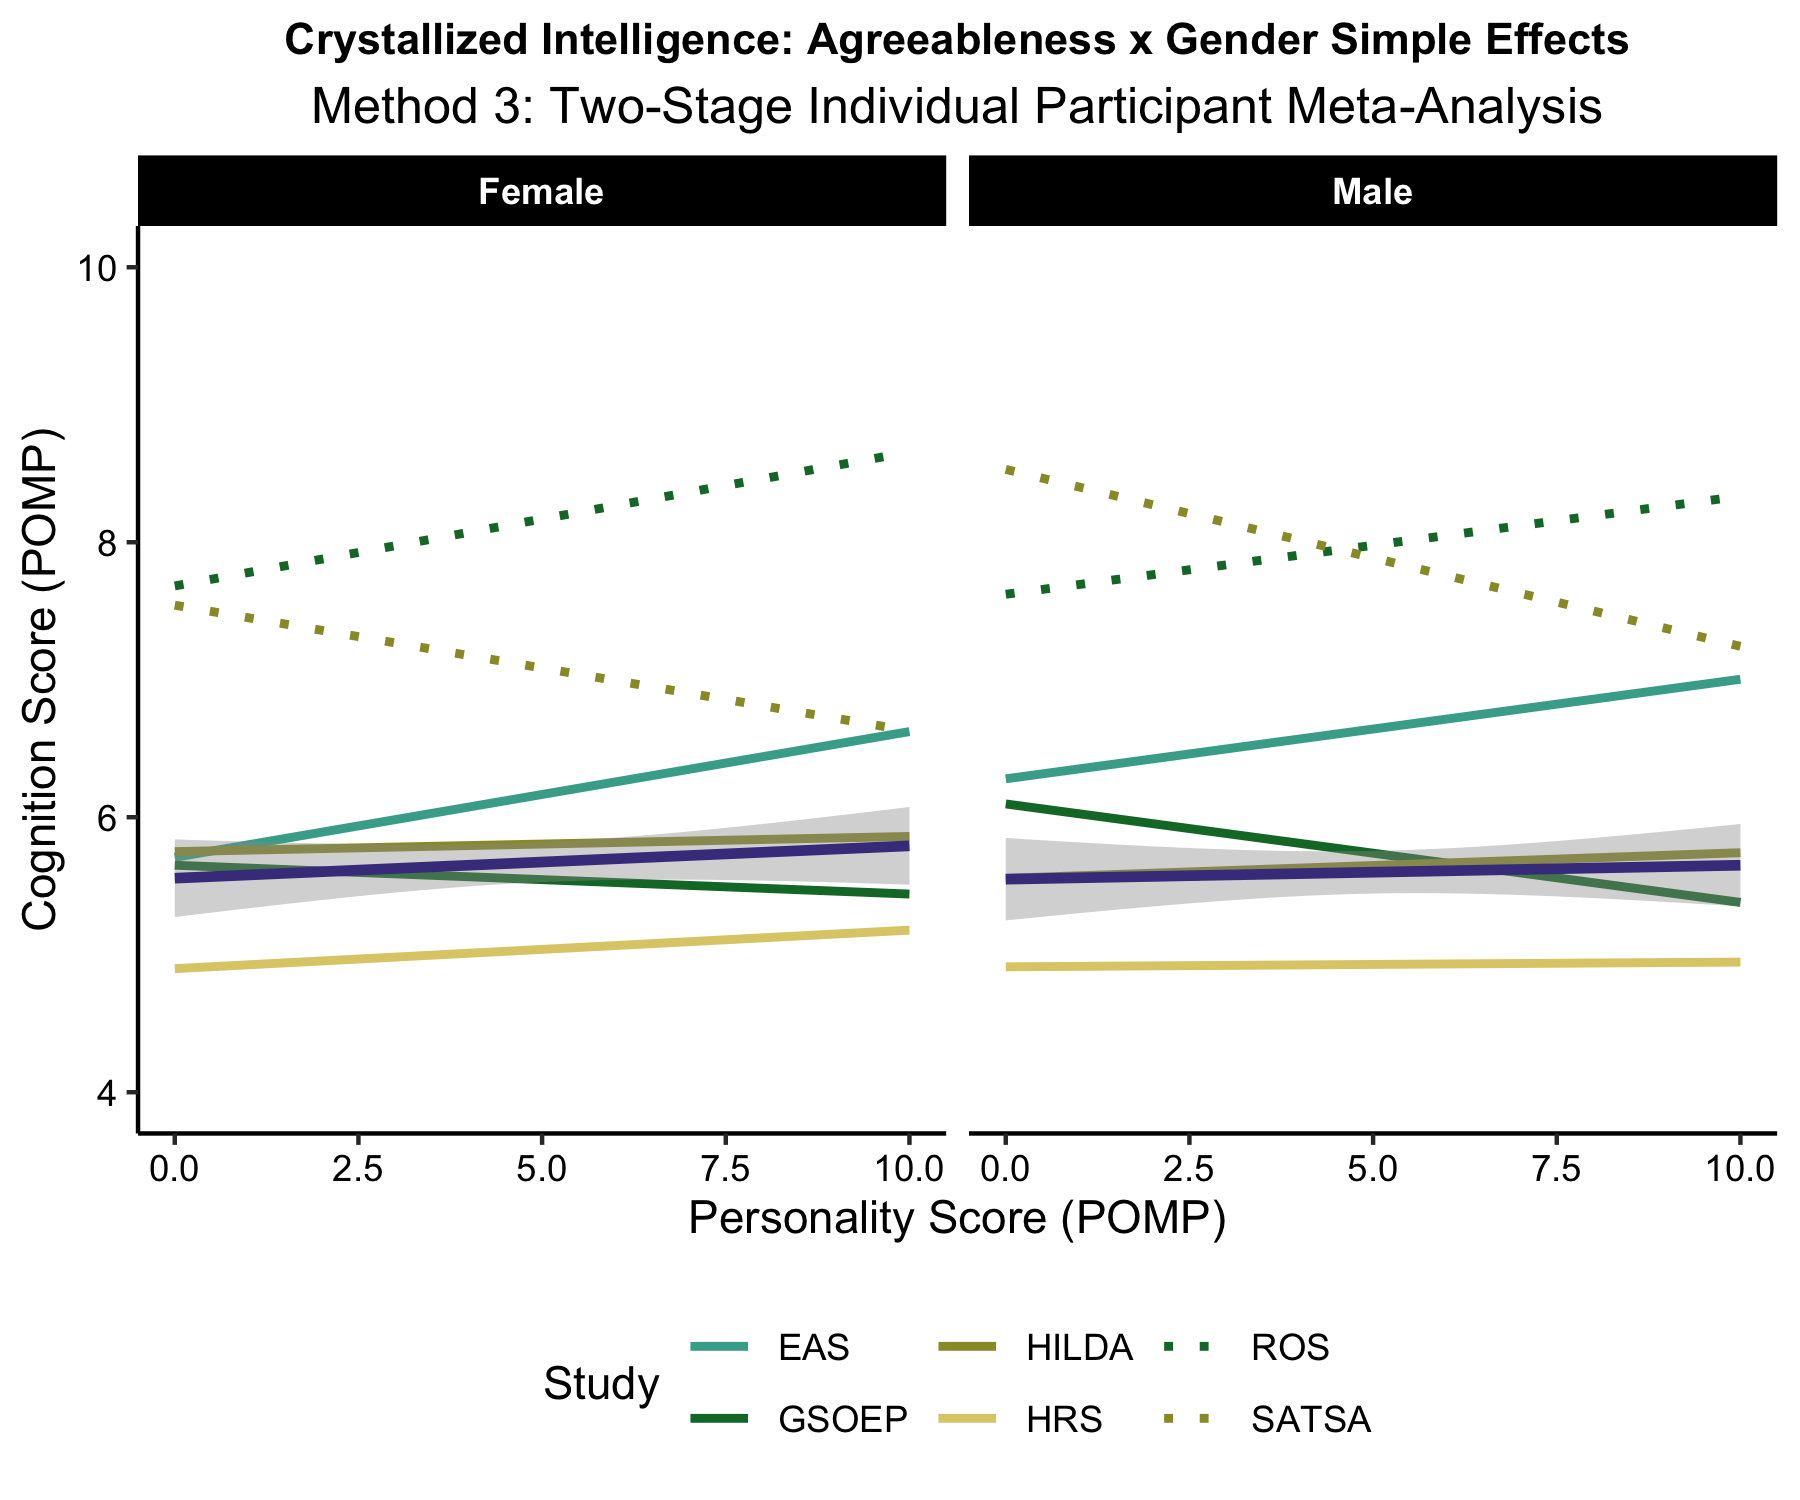 Crystallized Intelligence: Agreeableness x Gender Simple Effects
Method 3: Two-Stage Individual Participant Meta-Analysis
Female
Male
Cognition Score (POMP)
10
8
6
4
0.0 2.5 5.0 7.5 10.0
0.0 2.5 5.0 7.5 10.0
Personality Score (POMP)
Study
EAS HILDA ROS
GSOEP HRS SATSA